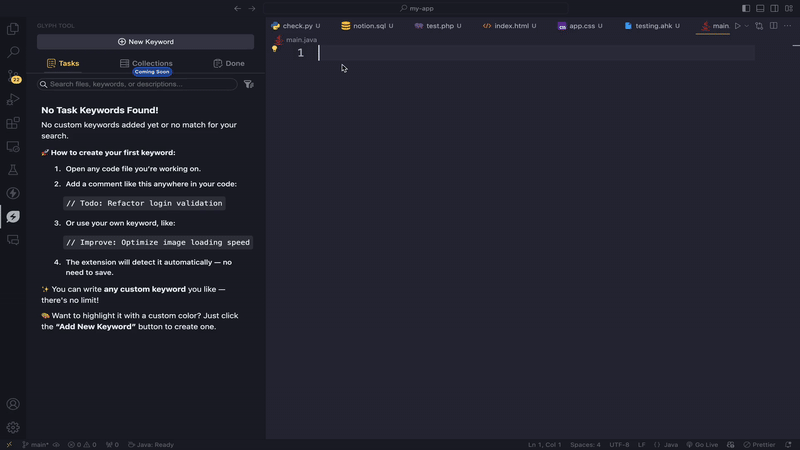 my-app
GLYPH TOOL
New Keyword
Tasks
Collections
Done
Coming Soon
Search files, keywords, or descriptions...
22
No Task Keywords Found!
No custom keywords added yet or no match for your
search.
🚀 How to create your first keyword:
1. Open any code file you're working on.
2. Add a comment like this anywhere in your code:
// Todo: Refactor login validation
3. Or use your own keyword, like:
// Improve: Optimize image loading speed
4. The extension will detect it automatically — no
need to save.
✨ You can write any custom keyword you like —
there's no limit!
🎨 Want to highlight it with a custom color? Just click
the “Add New Keyword” button to create one.
check.py U
notion.sql U
test.php U
index.html U
app.css U
testing.ahk U
main
main.java
1
main*
0
0
0
Java: Ready
Ln 1, Col 1
Spaces: 4
UTF-8
LF
Java
Go Live
Prettier